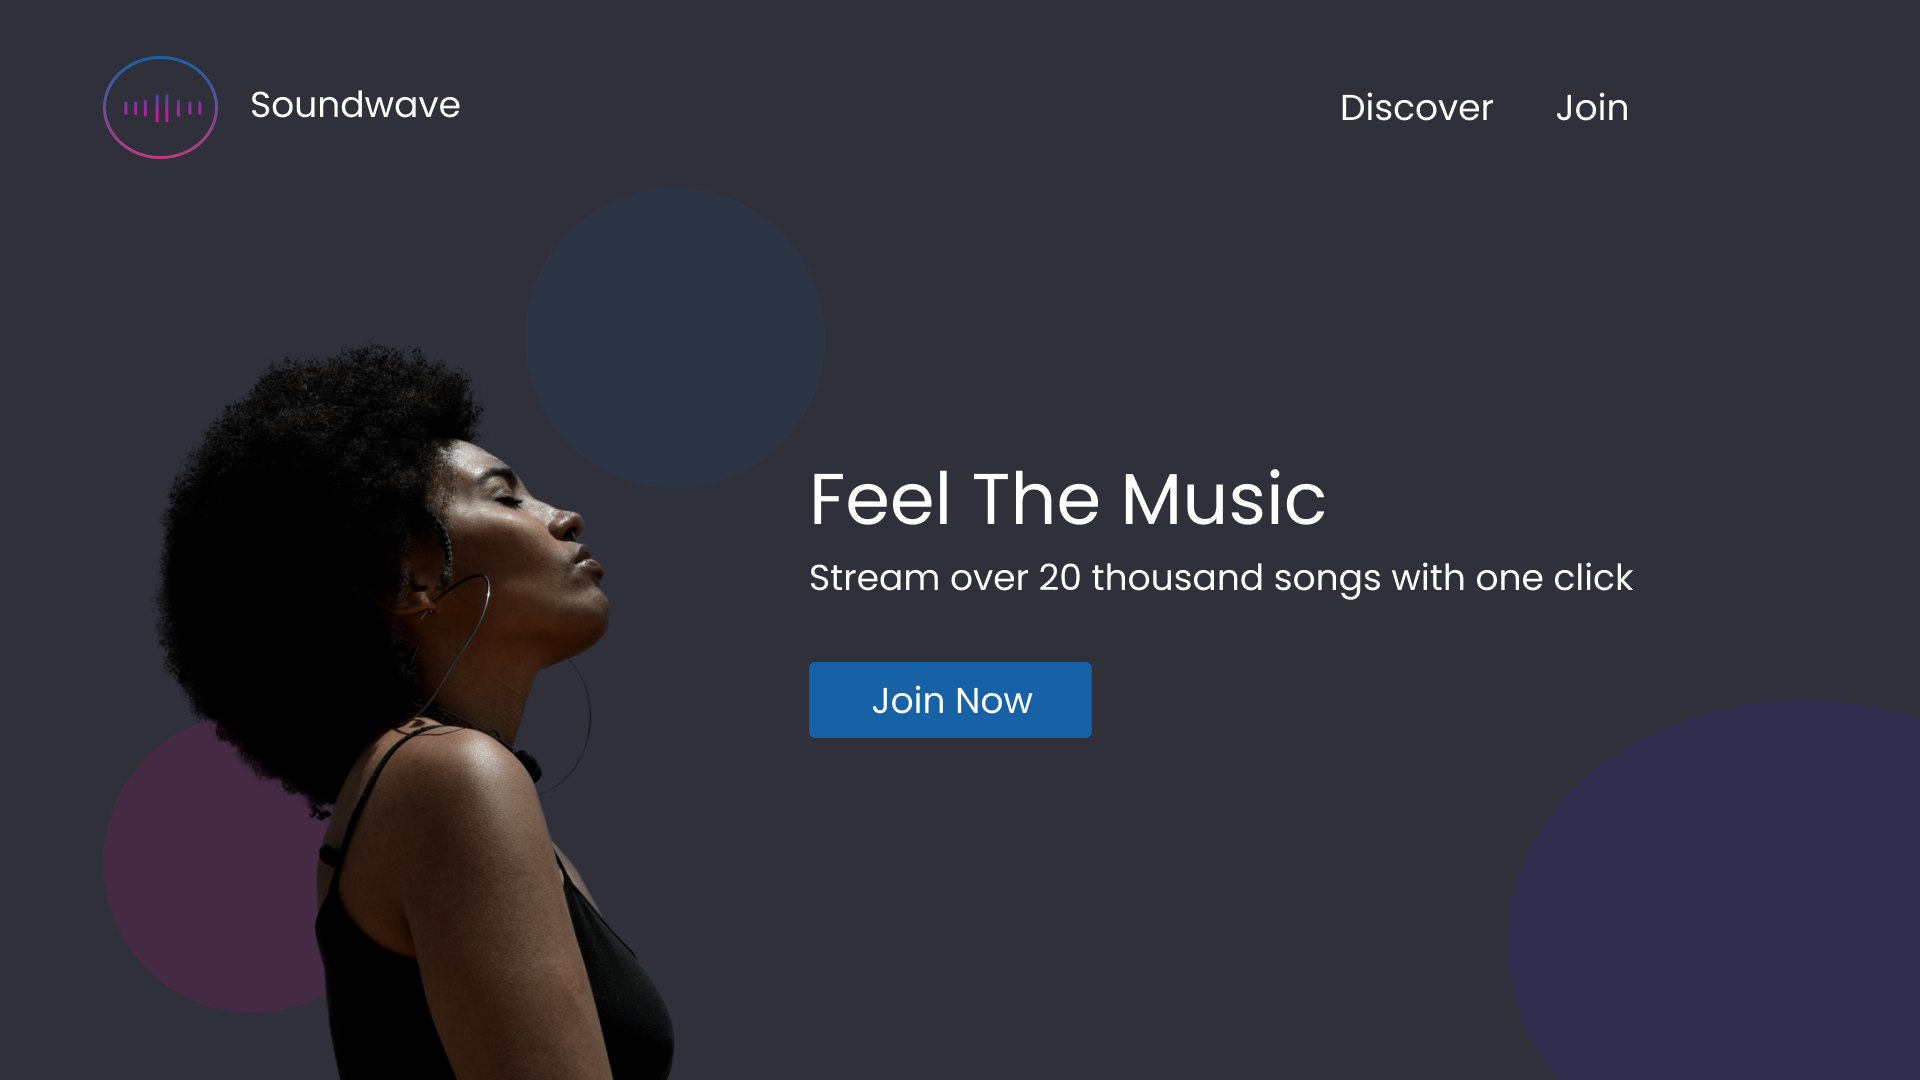 Soundwave
Discover
Join
Feel The Music
Stream over 20 thousand songs with one click
Join Now